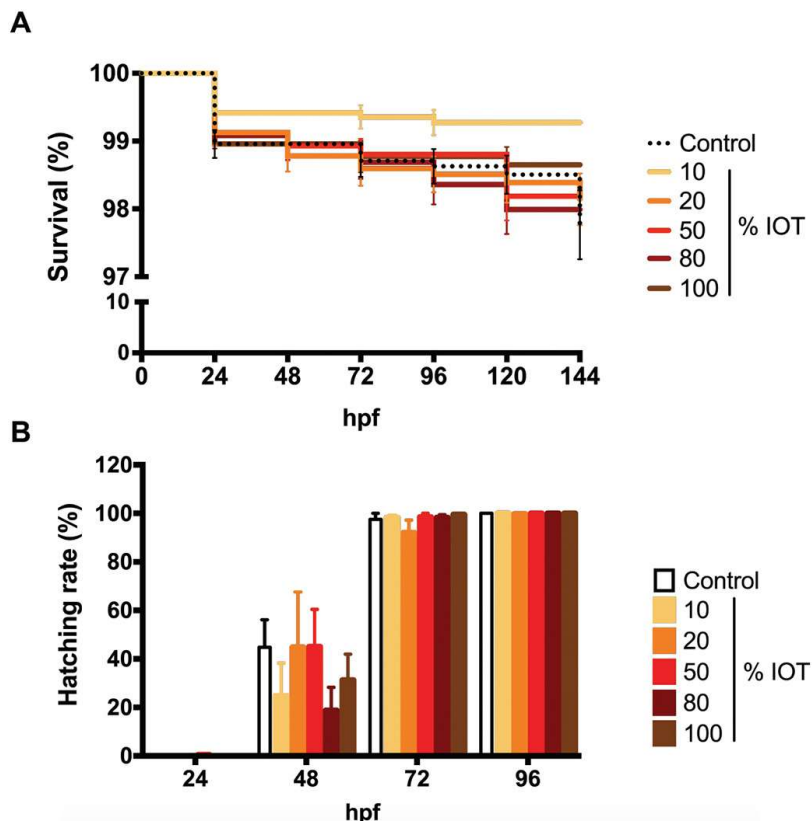 A
100
99
98
97
10
0
Survival (%)
0 24 48 72 96 120 144
hpf
Control
10
20
50
80
100
% IOT
B
120
100
80
60
40
20
0
Hatching rate (%)
24 48 72 96
hpf
Control
10
20
50
80
100
% IOT